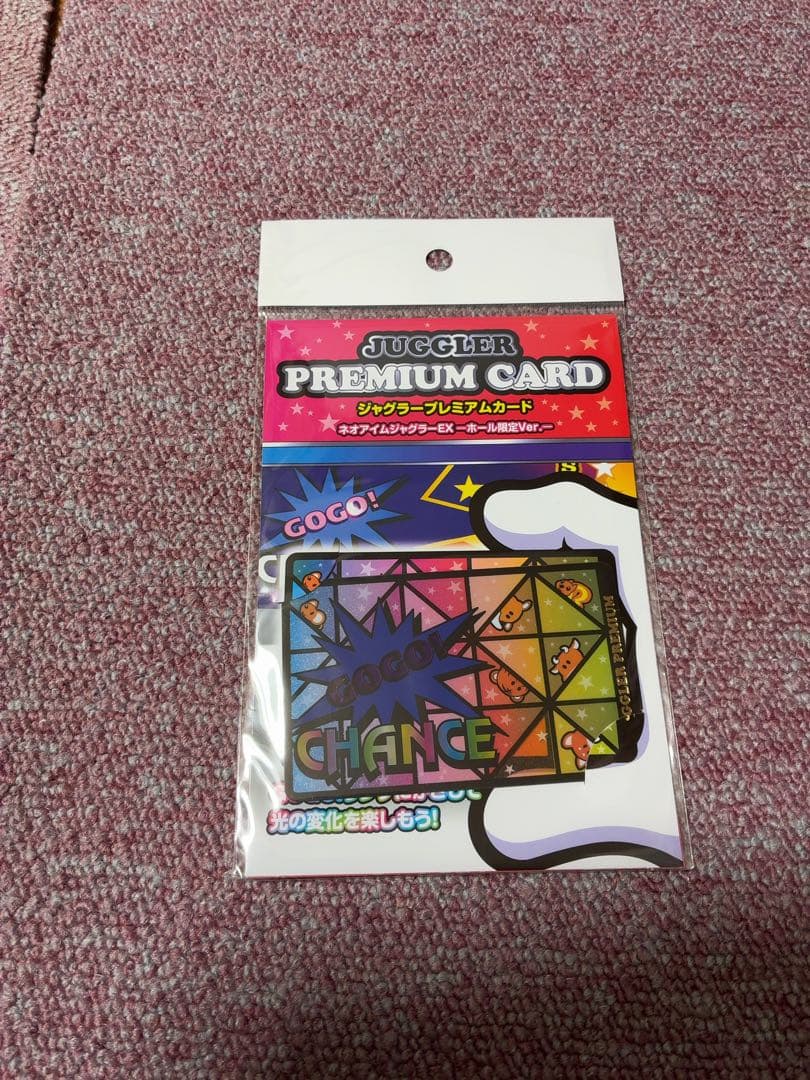 JUGGLER
PREMIUM CARD
ジャグラープレミアムカード
ネオアイムジャグラーEX ーホール限定Ver.ー
S
GOGO!
C
GOGO!
CHANCE
GGLER PREMIUM
光の変化を楽しもう!